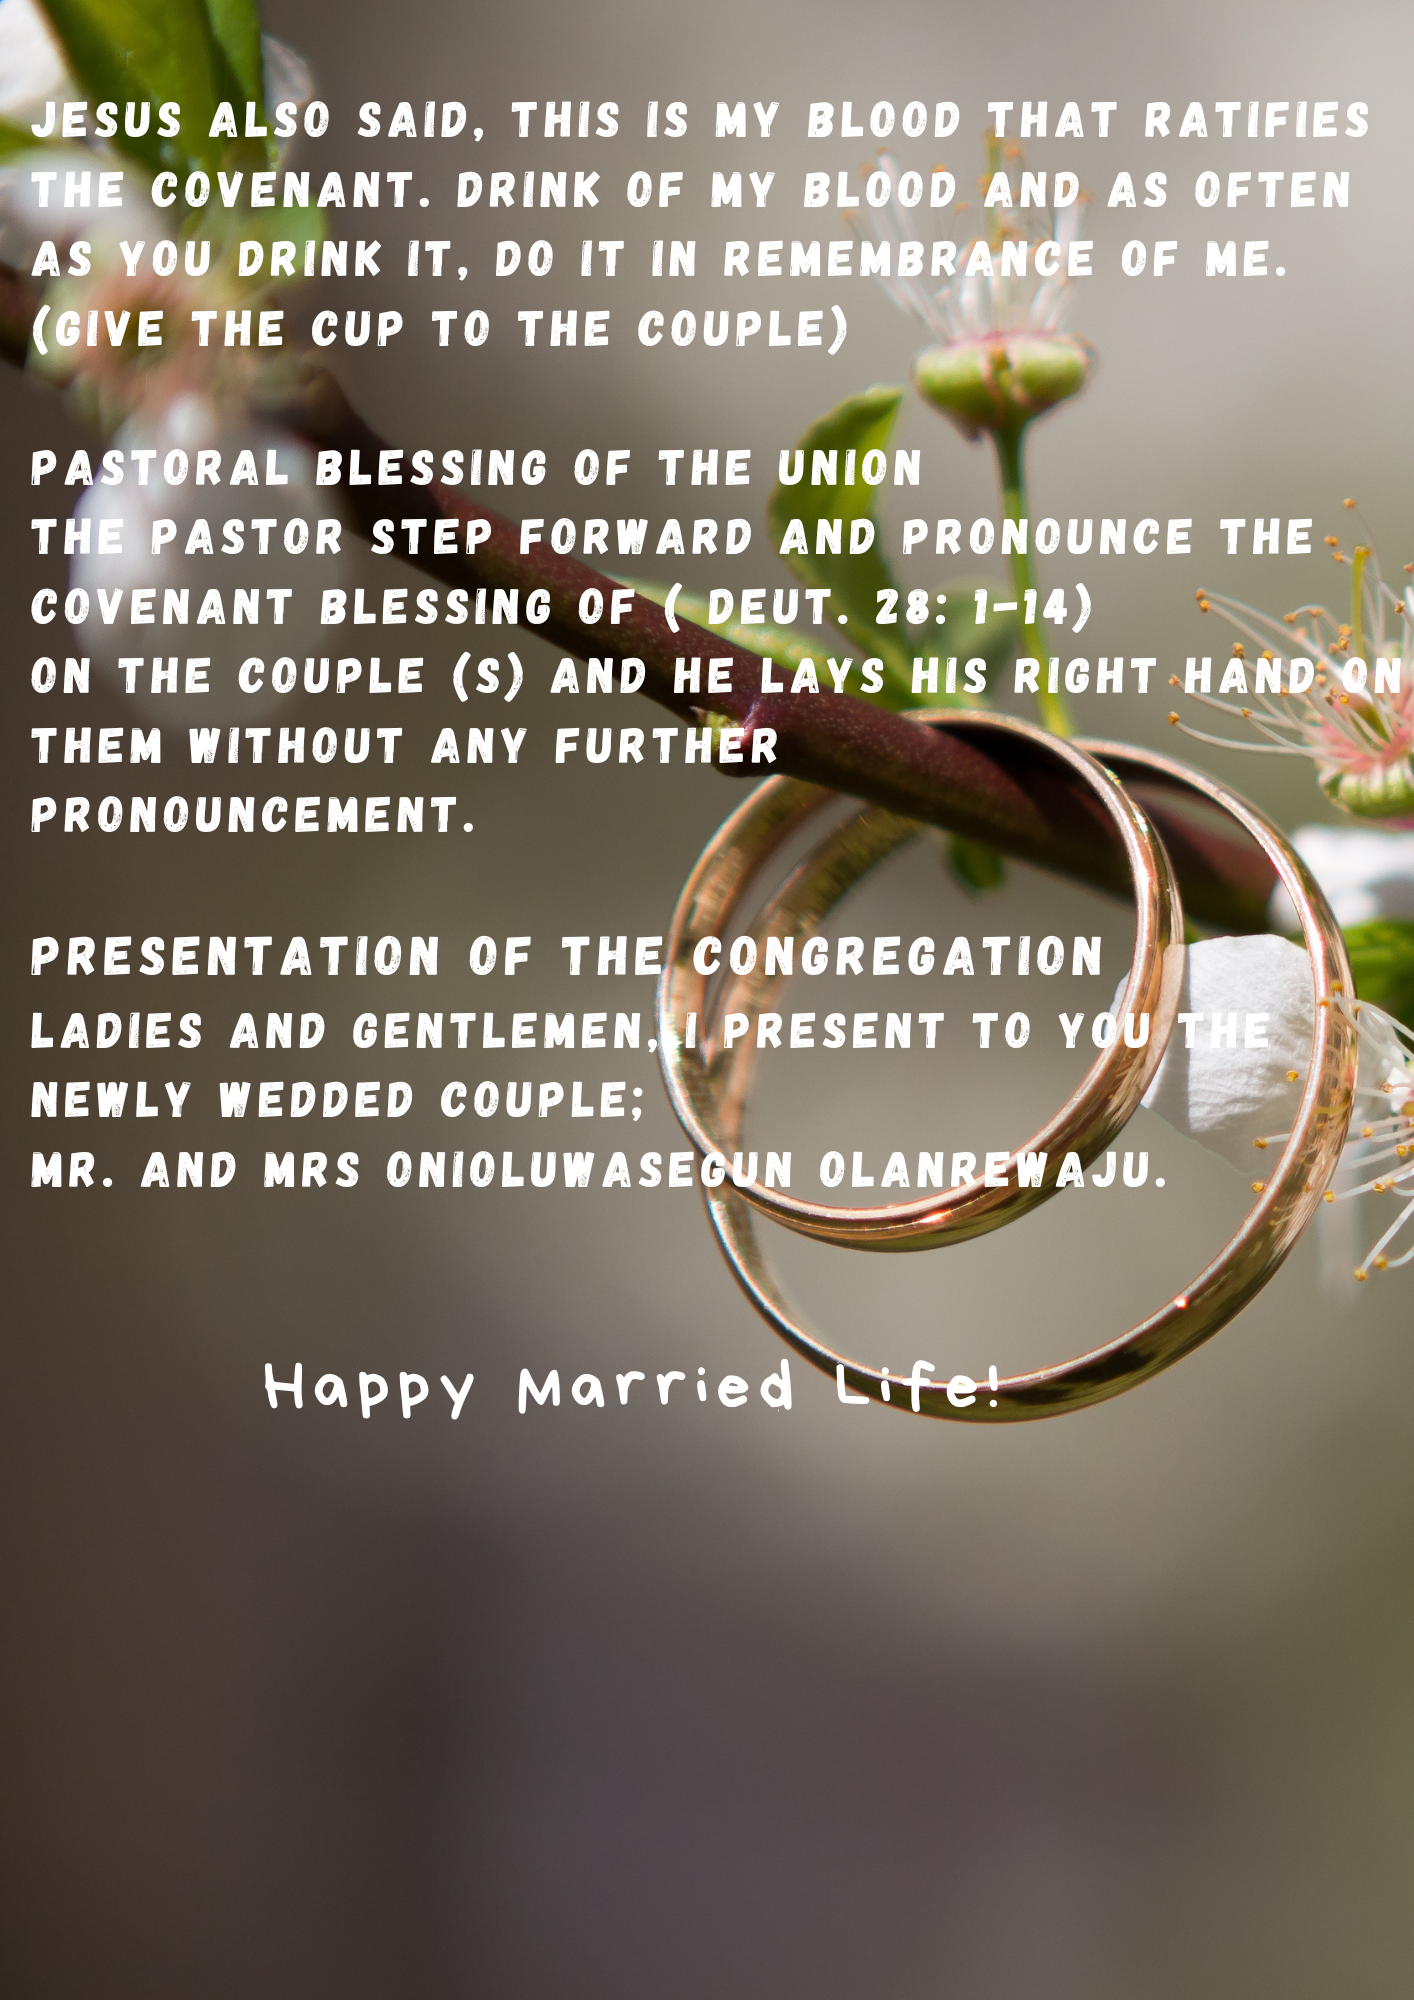 JESUS ALSO SAID, THIS IS MY BLOOD THAT RATIFIES
THE COVENANT. DRINK OF MY BLOOD AND AS OFTEN
AS YOU DRINK IT, DO IT IN REMEMBRANCE OF ME.
(GIVE THE CUP TO THE COUPLE)
PASTORAL BLESSING OF THE UNION
THE PASTOR STEP FORWARD AND PRONOUNCE THE
COVENANT BLESSING OF ( DEUT. 28: 1-14)
ON THE COUPLE (S) AND HE LAYS HIS RIGHT HAND ON
THEM WITHOUT ANY FURTHER
PRONOUNCEMENT.
PRESENTATION OF THE CONGREGATION
LADIES AND GENTLEMEN, I PRESENT TO YOU THE
NEWLY WEDDED COUPLE;
MR. AND MRS ONIOLUWASEGUN OLANREWAJU.
Happy Married Life!